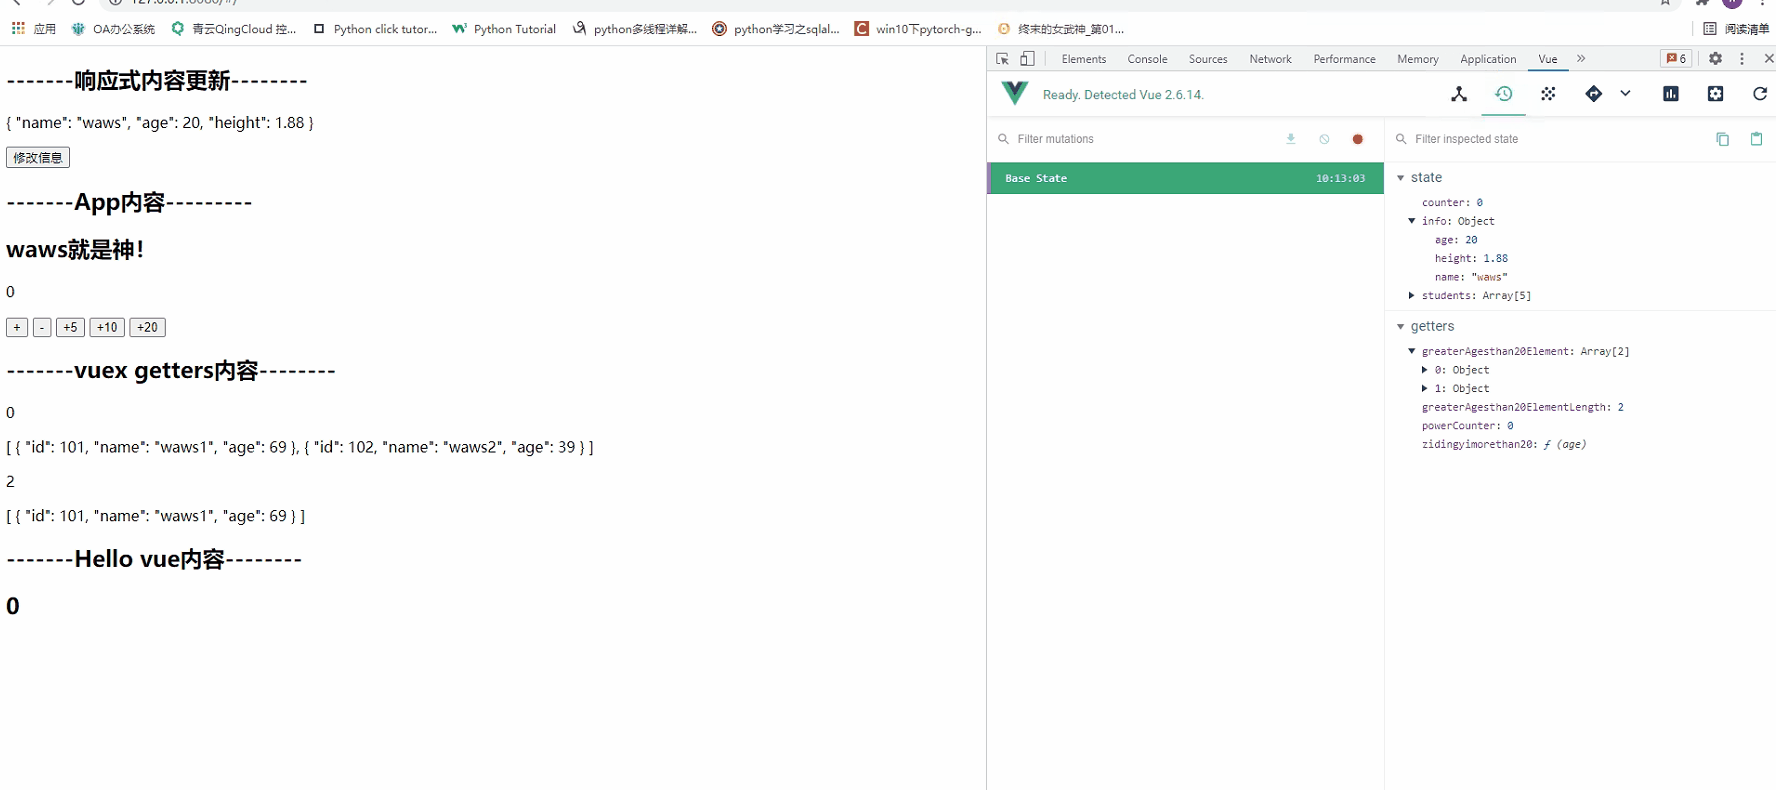 应用 OA办公系统 青云QingCloud 控... Python click tutor... Python Tutorial python多线程详解... python学习之sqlal... win10下pytorch-g... 终末的女武神_第01... 阅读清单
-------响应式内容更新--------
{ "name": "waws", "age": 20, "height": 1.88 }
修改信息
-------App内容---------
waws就是神!
0
+ - +5 +10 +20
-------vuex getters内容--------
0
[ { "id": 101, "name": "waws1", "age": 69 }, { "id": 102, "name": "waws2", "age": 39 } ]
2
[ { "id": 101, "name": "waws1", "age": 69 } ]
-------Hello vue内容--------
0
Elements Console Sources Network Performance Memory Application Vue » 6
Ready. Detected Vue 2.6.14.
Filter mutations
Base State 10:13:03
Filter inspected state
state
counter: 0
info: Object
age: 20
height: 1.88
name: "waws"
students: Array[5]
getters
greaterAgesthan20Element: Array[2]
0: Object
1: Object
greaterAgesthan20ElementLength: 2
powerCounter: 0
zidingyimorethan20: ƒ (age)